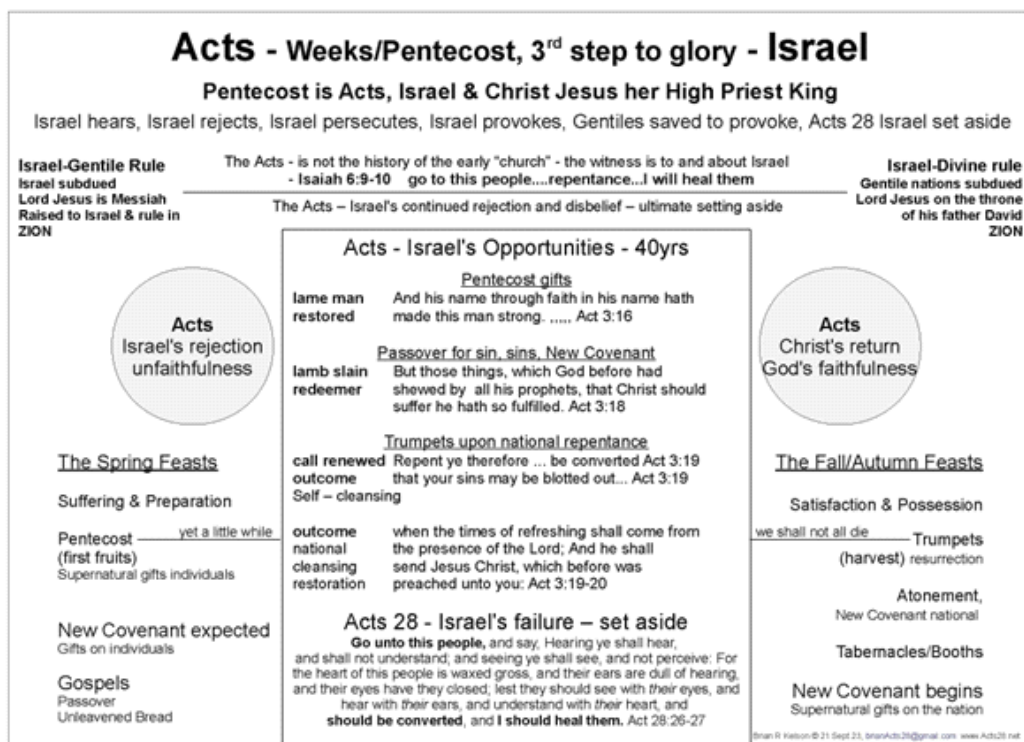 Acts - Weeks/Pentecost, 3rd step to glory - Israel
Pentecost is Acts, Israel & Christ Jesus her High Priest King
Israel hears, Israel rejects, Israel persecutes, Israel provokes, Gentiles saved to provoke, Acts 28 Israel set aside
Israel-Gentile Rule
Israel subdued
Lord Jesus is Messiah
Raised to Israel & rule in
ZION
The Acts - is not the history of the early "church" - the witness is to and about Israel
- Isaiah 6:9-10 go to this people....repentance...I will heal them
The Acts – Israel's continued rejection and disbelief – ultimate setting aside
Israel-Divine rule
Gentile nations subdued
Lord Jesus on the throne
of his father David
ZION
Acts
Israel's rejection
unfaithfulness
The Spring Feasts
Suffering & Preparation
Pentecost yet a little while
(first fruits)
Supernatural gifts individuals
New Covenant expected
Gifts on individuals
Gospels
Passover
Unleavened Bread
Acts - Israel's Opportunities - 40yrs
Pentecost gifts
lame man And his name through faith in his name hath
restored made this man strong. ,.... Act 3:16
Passover for sin, sins, New Covenant
lamb slain But those things, which God before had
redeemer shewed by all his prophets, that Christ should
suffer he hath so fulfilled. Act 3:18
Trumpets upon national repentance
call renewed Repent ye therefore ... be converted Act 3:19
outcome that your sins may be blotted out... Act 3:19
Self – cleansing
outcome when the times of refreshing shall come from
national the presence of the Lord; And he shall
cleansing send Jesus Christ, which before was
restoration preached unto you: Act 3:19-20
Acts 28 - Israel's failure – set aside
Go unto this people, and say, Hearing ye shall hear,
and shall not understand; and seeing ye shall see, and not perceive: For
the heart of this people is waxed gross, and their ears are dull of hearing,
and their eyes have they closed; lest they should see with their eyes, and
hear with their ears, and understand with their heart, and
should be converted, and I should heal them. Act 28:26-27
Acts
Christ's return
God's faithfulness
The Fall/Autumn Feasts
Satisfaction & Possession
we shall not all die Trumpets
(harvest) resurrection
Atonement,
New Covenant national
Tabernacles/Booths
New Covenant begins
Supernatural gifts on the nation
Brian R Kelson © 21 Sept 23, brianActs28@gmail.com www.Acts28.net